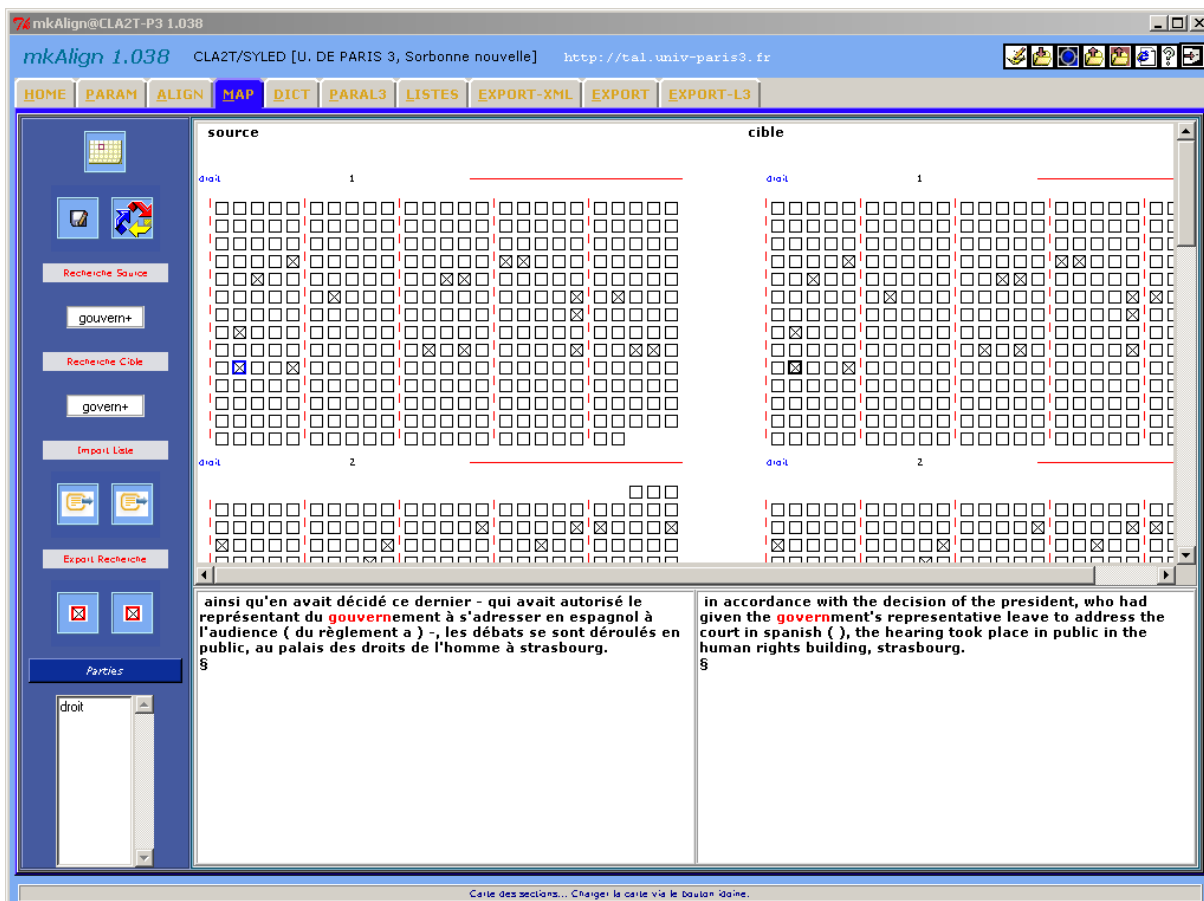 mkAlign@CLA2T-P3 1.038
mkAlign 1.038 CLA2T/SYLED [U. DE PARIS 3, Sorbonne nouvelle] http://tal.univ-paris3.fr
HOME PARAM ALIGN MAP DICT PARAL3 LISTES EXPORT-XML EXPORT EXPORT-L3
source cible
droit 1 droit 1
Recherche Source
gouvern+
Recherche Cible
govern+
Import Liste
droit 2 droit 2
Export Recherche
Parties
droit
ainsi qu'en avait décidé ce dernier - qui avait autorisé le
représentant du gouvernement à s'adresser en espagnol à
l'audience ( du règlement a ) -, les débats se sont déroulés en
public, au palais des droits de l'homme à strasbourg.
§
in accordance with the decision of the president, who had
given the government's representative leave to address the
court in spanish ( ), the hearing took place in public in the
human rights building, strasbourg.
§
Carte des sections... Charger la carte via le bouton idoine.